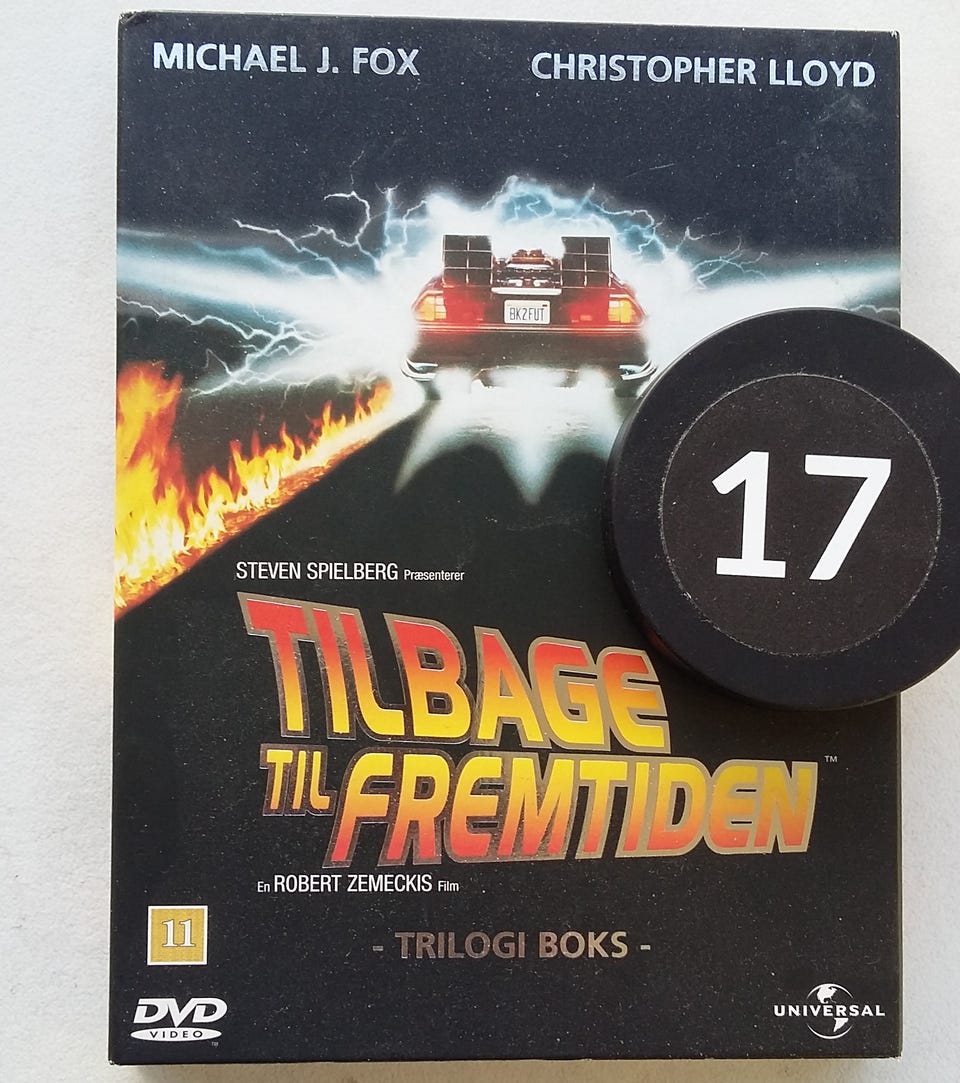 MICHAEL J. FOX
CHRISTOPHER LLOYD
BK2FUT
17
STEVEN SPIELBERG Præsenterer
TILBAGE
TIL FREMTIDEN™
En ROBERT ZEMECKIS Film
11
- TRILOGI BOKS -
DVD
VIDEO
TM
UNIVERSAL